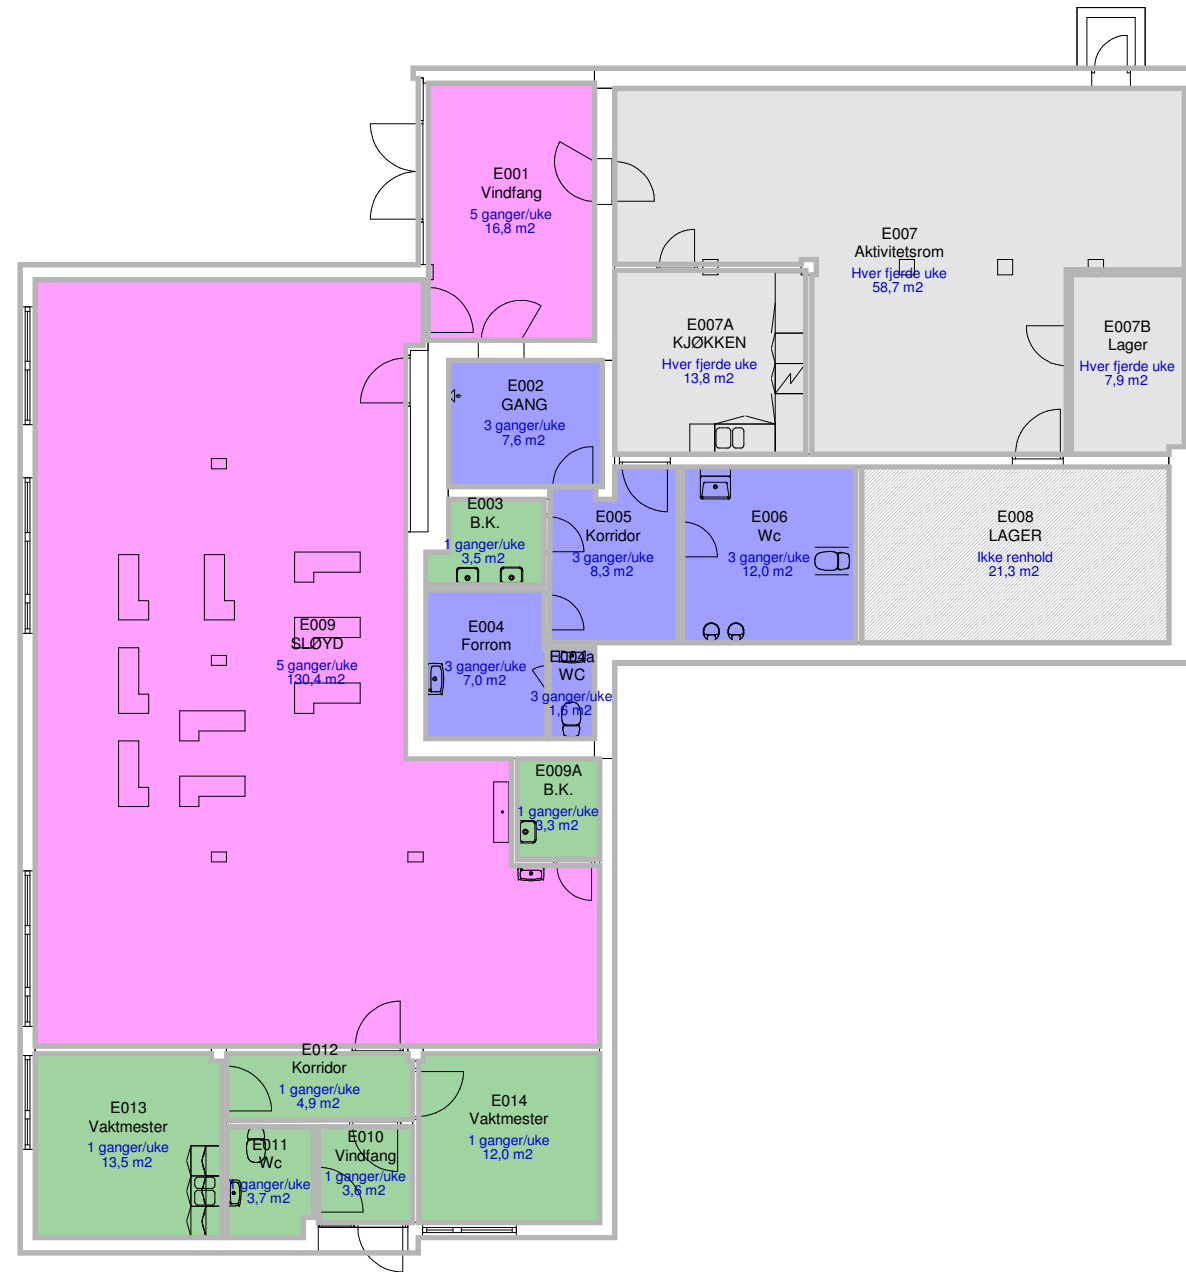 E001
Vindfang
5 ganger/uke
16,8 m2
E007
Aktivitetsrom
Hver fjerde uke
58,7 m2
E007A
KJØKKEN
Hver fjerde uke
13,8 m2
E007B
Lager
Hver fjerde uke
7,9 m2
E002
GANG
3 ganger/uke
7,6 m2
E003
B.K.
1 ganger/uke
3,5 m2
E005
Korridor
3 ganger/uke
8,3 m2
E006
Wc
3 ganger/uke
12,0 m2
E008
LAGER
Ikke renhold
21,3 m2
E009
SLØYD
5 ganger/uke
130,4 m2
E004
Forrom
3 ganger/uke
7,0 m2
E004a
WC
3 ganger/uke
1,6 m2
E009A
B.K.
1 ganger/uke
3,3 m2
E012
Korridor
1 ganger/uke
4,9 m2
E013
Vaktmester
1 ganger/uke
13,5 m2
E014
Vaktmester
1 ganger/uke
12,0 m2
E011
Wc
1 ganger/uke
3,7 m2
E010
Vindfang
1 ganger/uke
3,6 m2